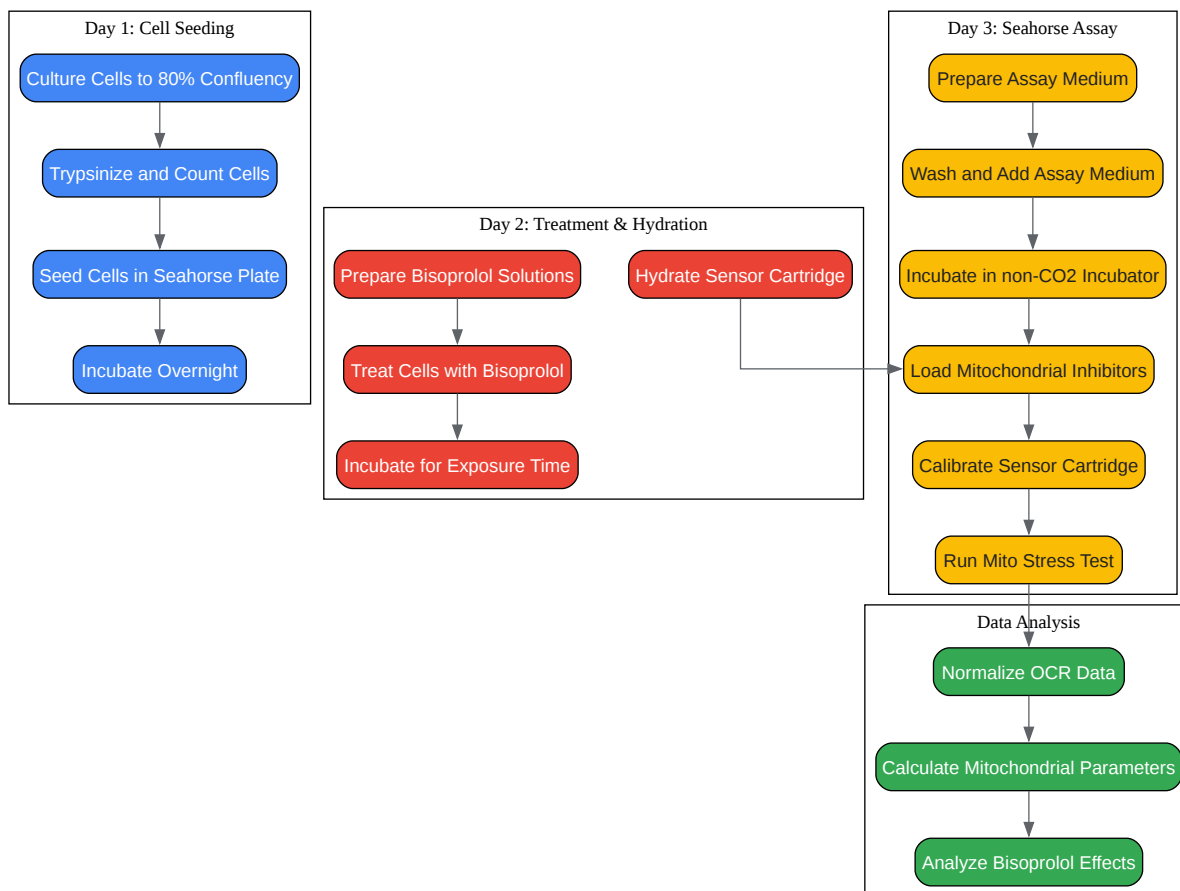 Day 1: Cell Seeding
Culture Cells to 80% Confluency
Trypsinize and Count Cells
Seed Cells in Seahorse Plate
Incubate Overnight
Day 2: Treatment & Hydration
Prepare Bisoprolol Solutions
Hydrate Sensor Cartridge
Treat Cells with Bisoprolol
Incubate for Exposure Time
Day 3: Seahorse Assay
Prepare Assay Medium
Wash and Add Assay Medium
Incubate in non-CO2 Incubator
Load Mitochondrial Inhibitors
Calibrate Sensor Cartridge
Run Mito Stress Test
Data Analysis
Normalize OCR Data
Calculate Mitochondrial Parameters
Analyze Bisoprolol Effects